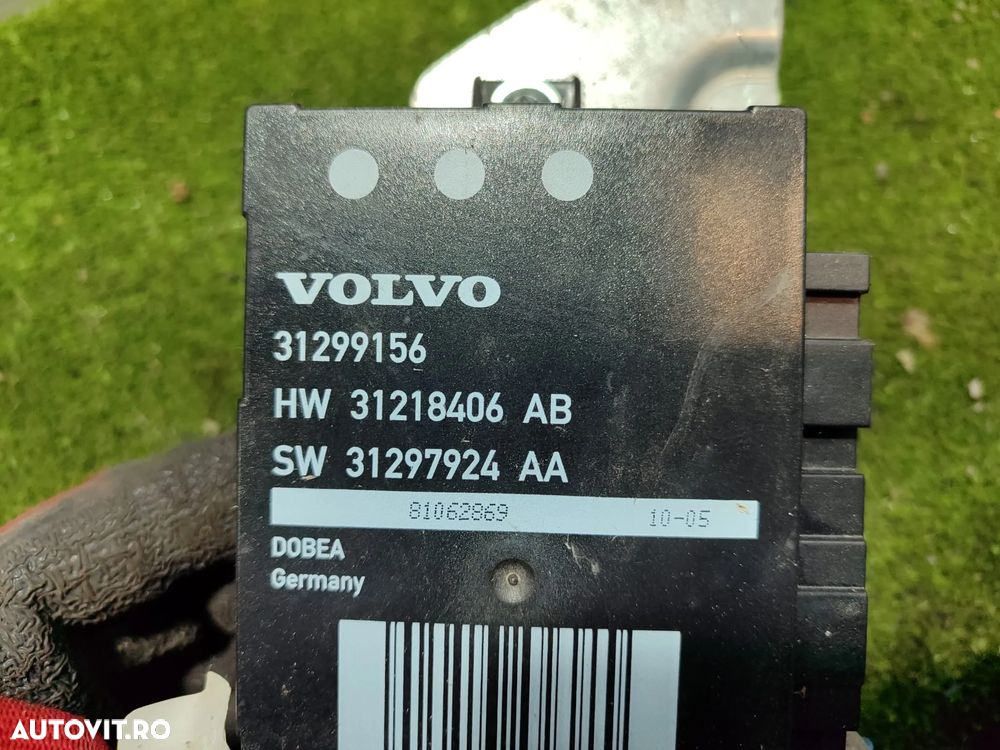 VOLVO
31299156
HW 31218406 AB
SW 31297924 AA
81062869 10-05
DOBEA
Germany
AUTOVIT.RO